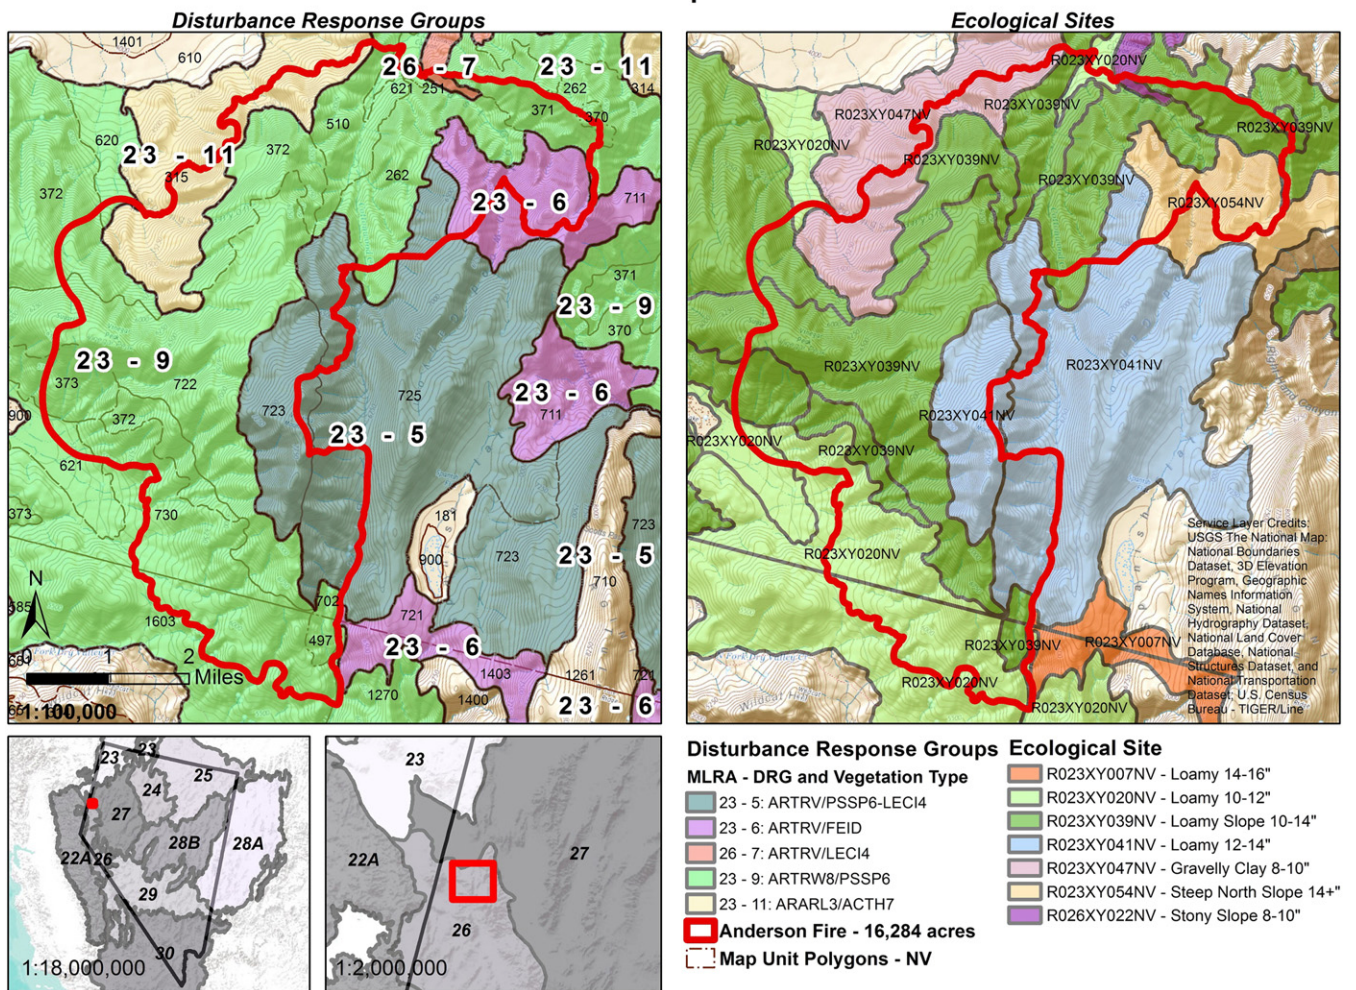 Disturbance Response Groups
Ecological Sites
1401
610
26 - 7
23 - 11
621
251
262
314
371
370
510
620
23 - 11
372
315
372
262
23 - 6
711
371
23 - 9
370
23 - 9
373
722
725
23 - 6
711
900
372
723
23 - 5
621
373
730
181
723
723
900
23 - 5
710
N
585
702
721
1603
497
23 - 6
651
0 1 2
Miles
Fork Dry Valley C
1403
1261
721
1270
1400
23 - 6
Wildcat
1:100,000
R023XY020NV
R023XY047NV
R023XY039NV
R023XY039NV
R023XY020NV
R023XY039NV
R023XY039NV
R023XY054NV
R023XY039NV
R023XY041NV
R023XY041NV
R023XY020NV
R023XY039NV
R023XY020NV
R023XY039NV
R023XY007NV
R023XY020NV
R023XY020NV
Service Layer Credits:
USGS The National Map:
National Boundaries
Dataset, 3D Elevation
Program, Geographic
Names Information
System, National
Hydrography Dataset,
National Land Cover
Database, National
Structures Dataset, and
National Transportation
Dataset; U.S. Census
Bureau - TIGER/Line
23
23
25
24
27
28B
28A
22A
26
29
30
1:18,000,000
23
22A
27
26
1:2,000,000
Disturbance Response Groups
MLRA - DRG and Vegetation Type
23 - 5: ARTRV/PSSP6-LECI4
23 - 6: ARTRV/FEID
26 - 7: ARTRV/LECI4
23 - 9: ARTRW8/PSSP6
23 - 11: ARARL3/ACTH7
Anderson Fire - 16,284 acres
Map Unit Polygons - NV
Ecological Site
R023XY007NV - Loamy 14-16"
R023XY020NV - Loamy 10-12"
R023XY039NV - Loamy Slope 10-14"
R023XY041NV - Loamy 12-14"
R023XY047NV - Gravelly Clay 8-10"
R023XY054NV - Steep North Slope 14+"
R026XY022NV - Stony Slope 8-10"